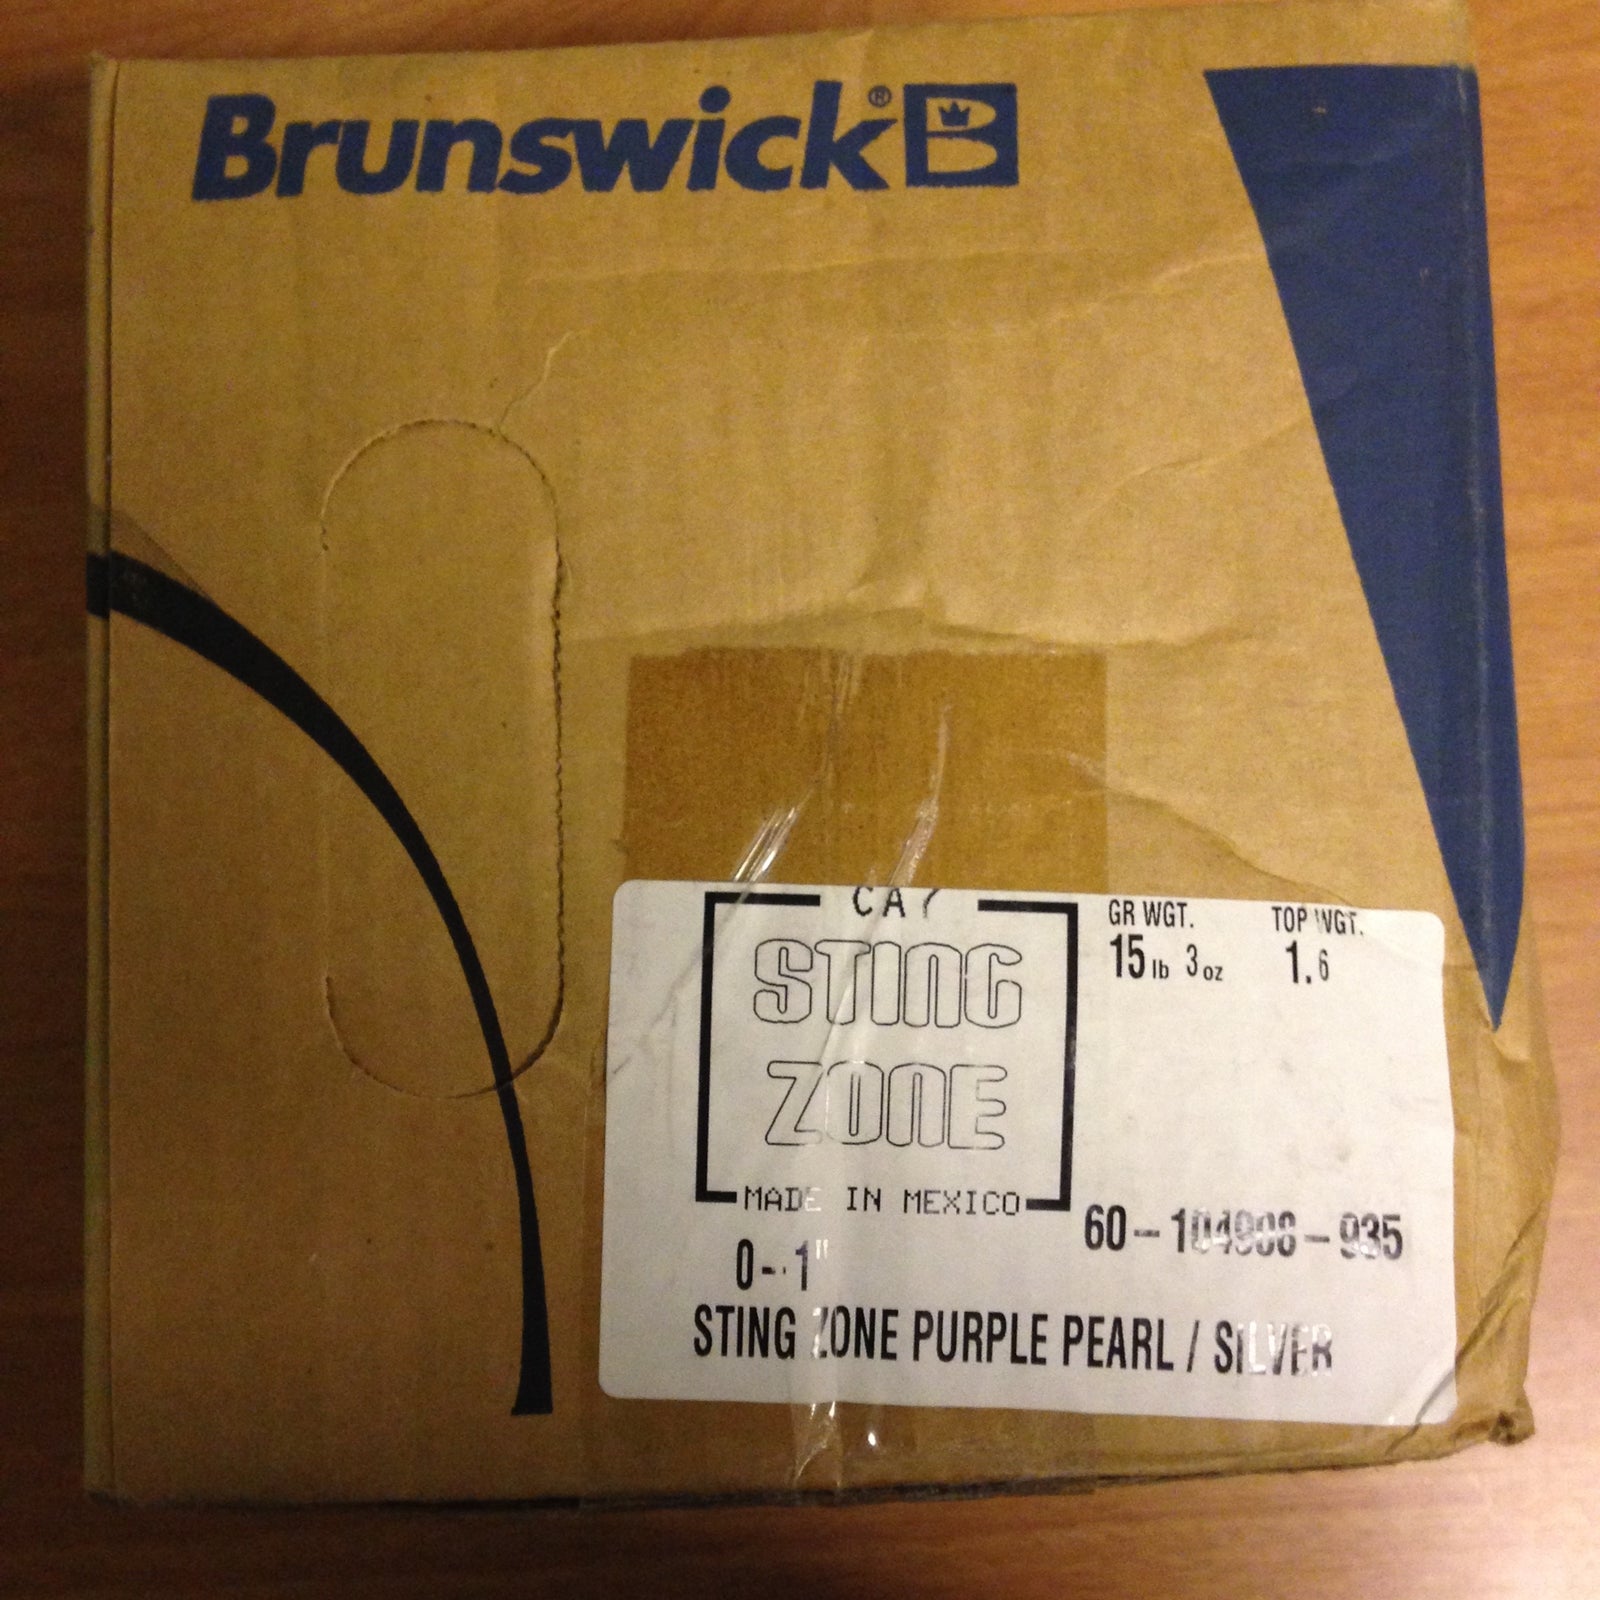 Brunswick® B
STING
ZONE
MADE IN MEXICO
GR WGT.
15 lb 3 oz
TOP WGT.
1.6
0-1"
STING ZONE PURPLE PEARL / SILVER